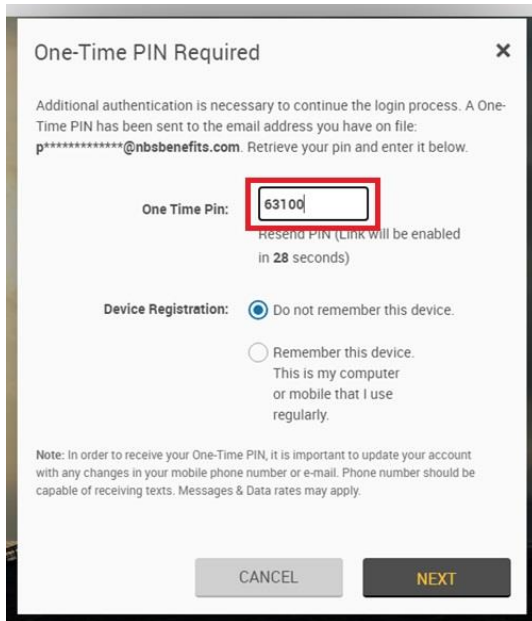 One-Time PIN Required
Additional authentication is necessary to continue the login process. A One-
Time PIN has been sent to the email address you have on file:
p*************@nbsbenefits.com. Retrieve your pin and enter it below.
One Time Pin: 63100
Resend PIN (Link will be enabled
in 28 seconds)
Device Registration: Do not remember this device.
Remember this device.
This is my computer
or mobile that I use
regularly.
Note: In order to receive your One-Time PIN, it is important to update your account
with any changes in your mobile phone number or e-mail. Phone number should be
capable of receiving texts. Messages & Data rates may apply.
CANCEL
NEXT